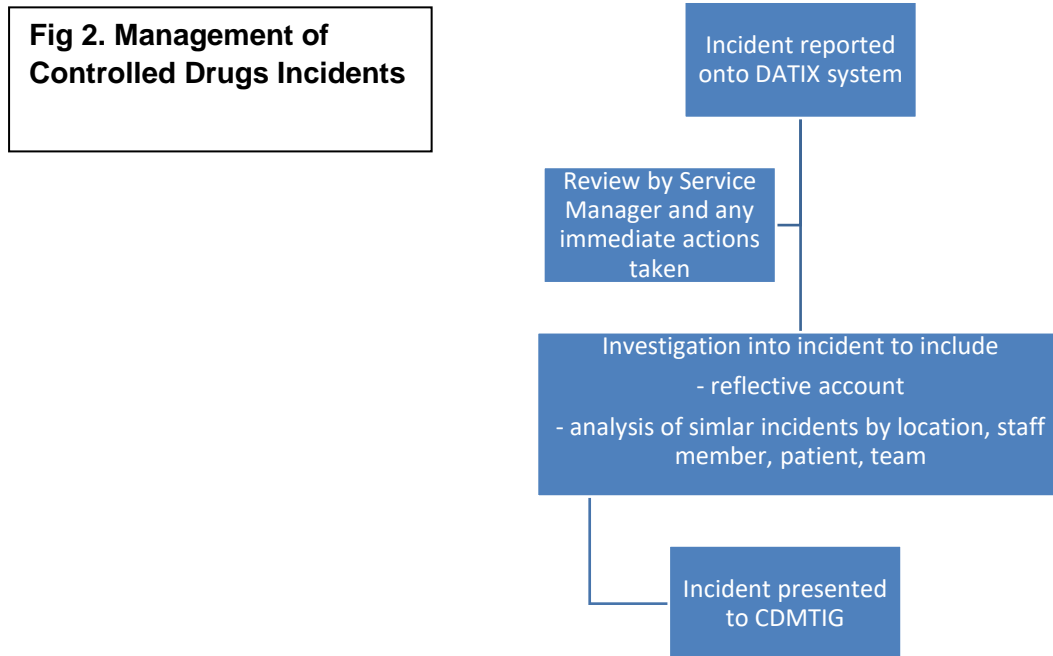 Fig 2. Management of
Controlled Drugs Incidents
Incident reported
onto DATIX system
Review by Service
Manager and any
immediate actions
taken
Investigation into incident to include
- reflective account
- analysis of simlar incidents by location, staff
member, patient, team
Incident presented
to CDMTIG